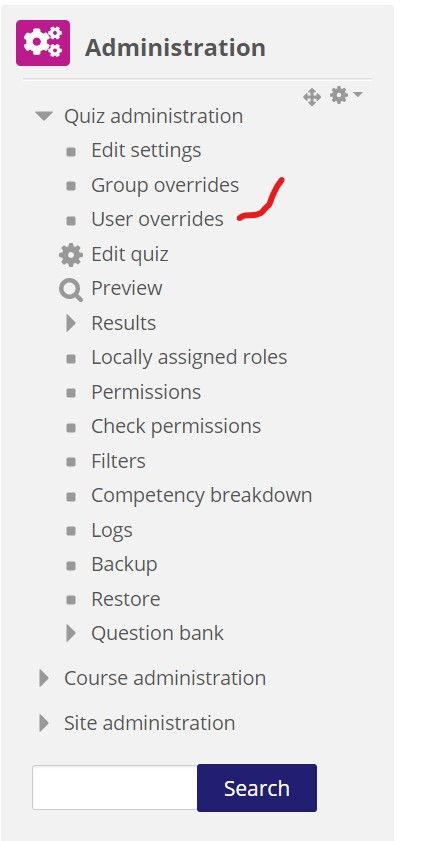 Administration
Quiz administration
Edit settings
Group overrides
User overrides
Edit quiz
Preview
Results
Locally assigned roles
Permissions
Check permissions
Filters
Competency breakdown
Logs
Backup
Restore
Question bank
Course administration
Site administration
Search